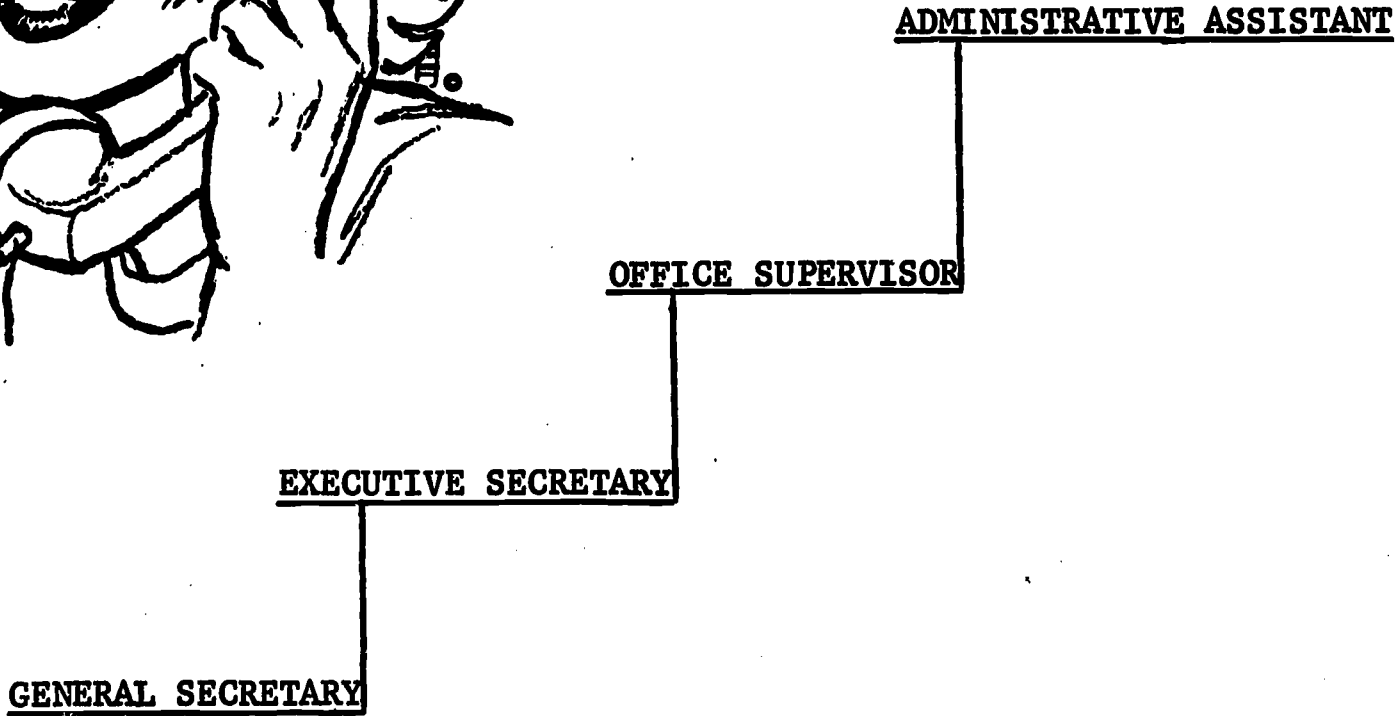 ADMINISTRATIVE ASSISTANT
OFFICE SUPERVISOR
EXECUTIVE SECRETARY
GENERAL SECRETARY